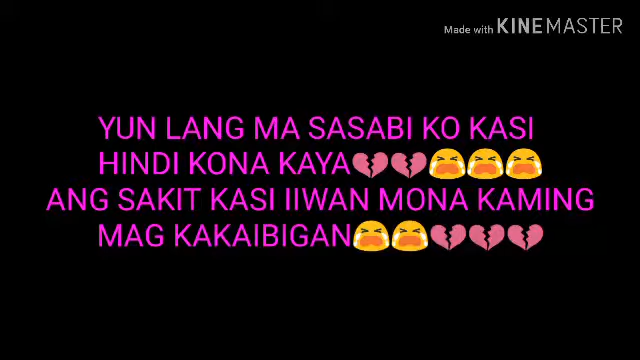 Made with KINEMASTER
YUN LANG MA SASABI KO KASI
HINDI KONA KAYA💔💔😭😭😭
ANG SAKIT KASI IIWAN MONA KAMING
MAG KAKAIBIGAN😭😭💔💔💔